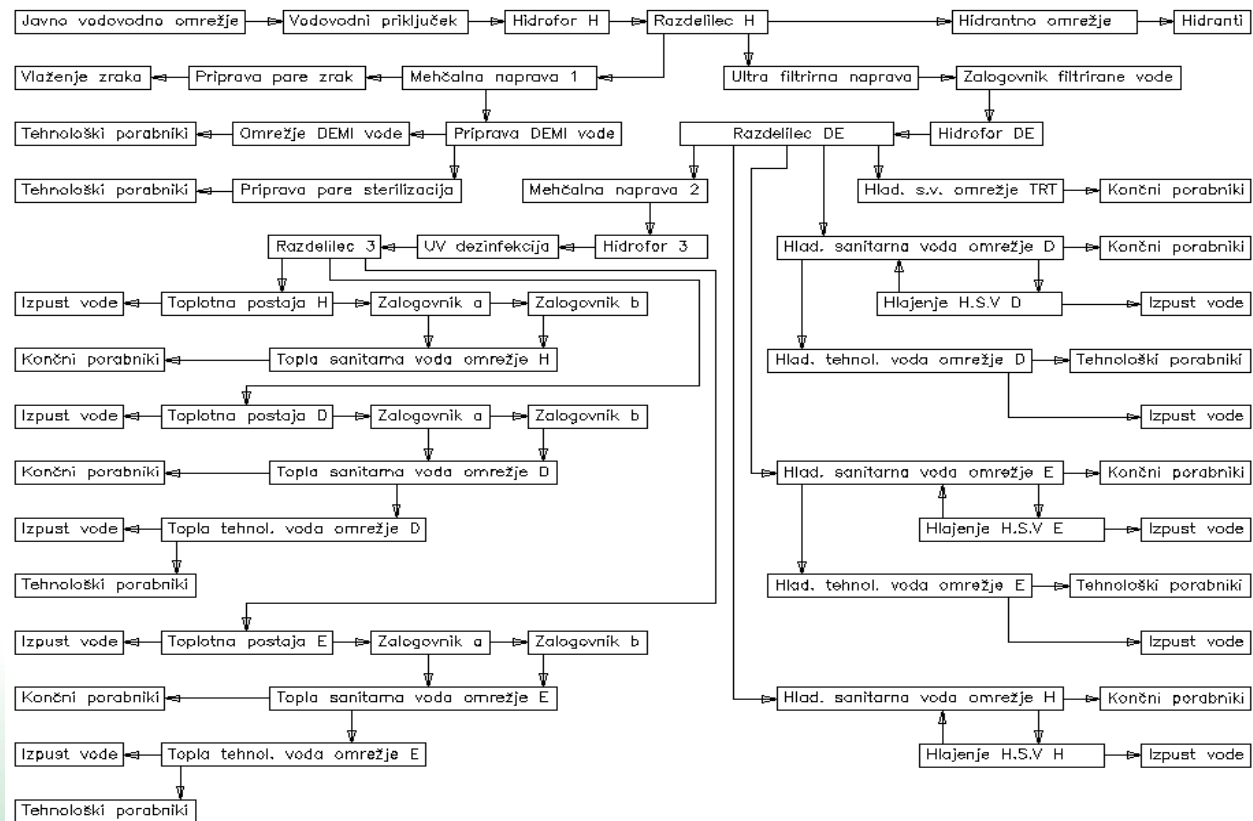 Javno vodovodno omrežje
Vodovodni priključek
Hidrofor H
Razdelilec H
Hidrantno omrežje
Hidranti
Vlaženje zraka
Priprava pare zrak
Mehčalna naprava 1
Ultra filtrirna naprava
Zalogovnik filtrirane vode
Tehnološki porabniki
Omrežje DEMI vode
Priprava DEMI vode
Razdelilec DE
Hidrofor DE
Tehnološki porabniki
Priprava pare sterilizacija
Mehčalna naprava 2
Hlad. s.v. omrežje TRT
Končni porabniki
Razdelilec 3
UV dezinfekcija
Hidrofor 3
Hlad. sanitarna voda omrežje D
Končni porabniki
Izpust vode
Toplotna postaja H
Zalogovnik a
Zalogovnik b
Hlajenje H.S.V D
Izpust vode
Končni porabniki
Topla sanitarna voda omrežje H
Hlad. tehnol. voda omrežje D
Tehnološki porabniki
Izpust vode
Toplotna postaja D
Zalogovnik a
Zalogovnik b
Izpust vode
Končni porabniki
Topla sanitarna voda omrežje D
Hlad. sanitarna voda omrežje E
Končni porabniki
Izpust vode
Topla tehnol. voda omrežje D
Hlajenje H.S.V E
Izpust vode
Tehnološki porabniki
Hlad. tehnol. voda omrežje E
Tehnološki porabniki
Izpust vode
Toplotna postaja E
Zalogovnik a
Zalogovnik b
Izpust vode
Končni porabniki
Topla sanitarna voda omrežje E
Hlad. sanitarna voda omrežje H
Končni porabniki
Izpust vode
Topla tehnol. voda omrežje E
Hlajenje H.S.V H
Izpust vode
Tehnološki porabniki